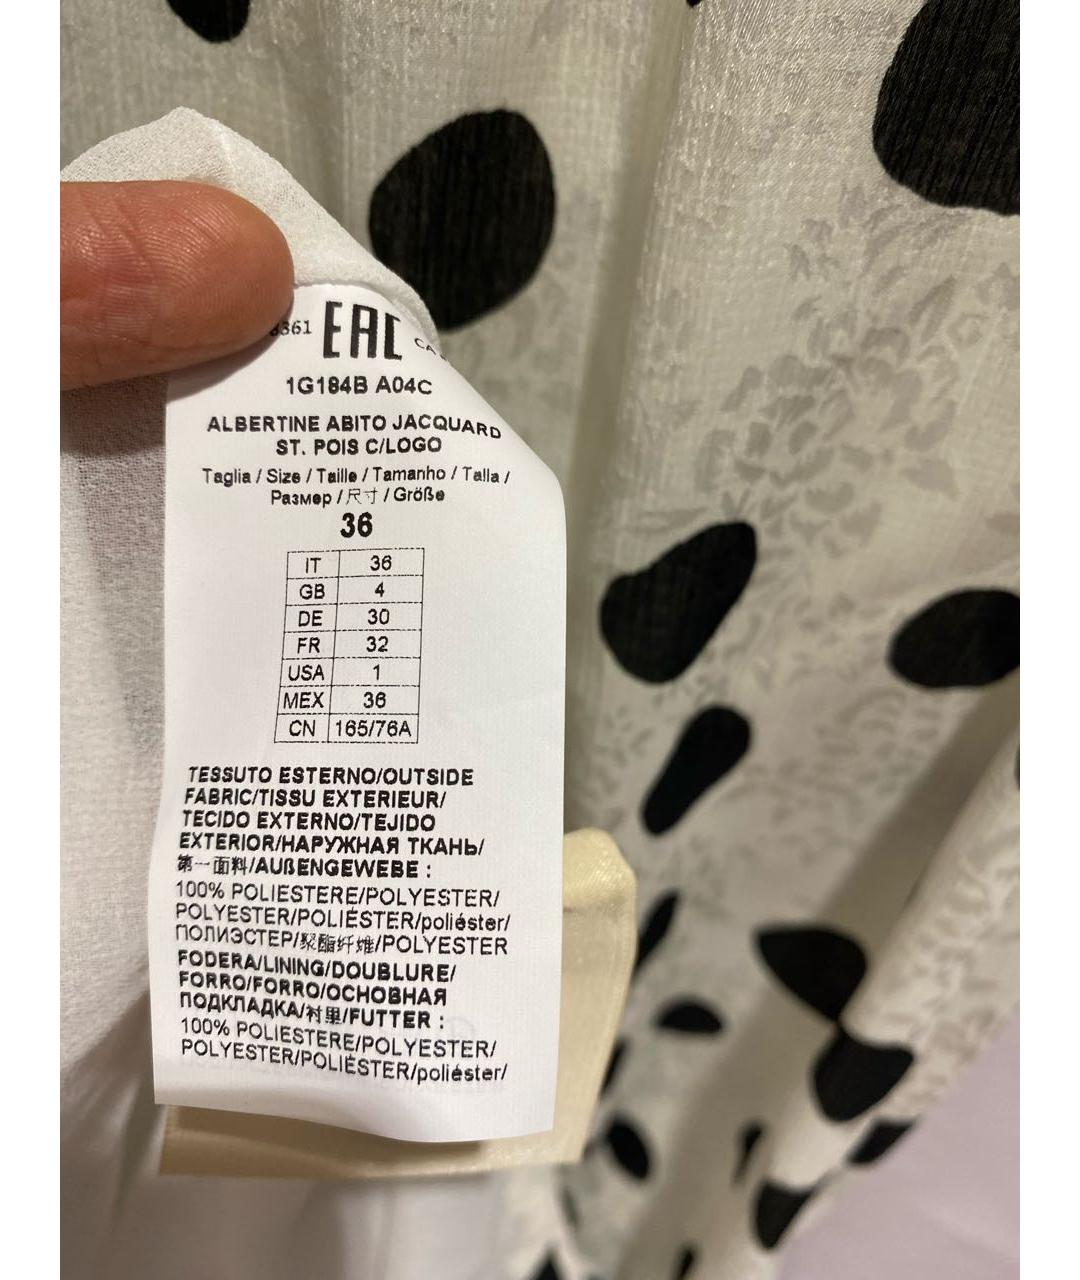 EAC
1G184B A04C
ALBERTINE ABITO JACQUARD
ST. POIS C/LOGO
Taglia / Size / Taille / Tamanho / Talla /
Размер / 尺寸 / Größe
36
IT 36
GB 4
DE 30
FR 32
USA 1
MEX 36
CN 165/76A
TESSUTO ESTERNO/OUTSIDE
FABRIC/TISSU EXTERIEUR/
TECIDO EXTERNO/TEJIDO
EXTERIOR/НАРУЖНАЯ ТКАНЬ/
第一面料/AUßENGEWEBE :
100% POLIESTERE/POLYESTER/
POLYESTER/POLIÉSTER/poliéster/
ПОЛИЭСТЕР/聚酯纤维/POLYESTER
FODERA/LINING/DOUBLURE/
FORRO/FORRO/ОСНОВНАЯ
ПОДКЛАДКА/衬里/FUTTER :
100% POLIESTERE/POLYESTER/
POLYESTER/POLIÉSTER/poliéster/